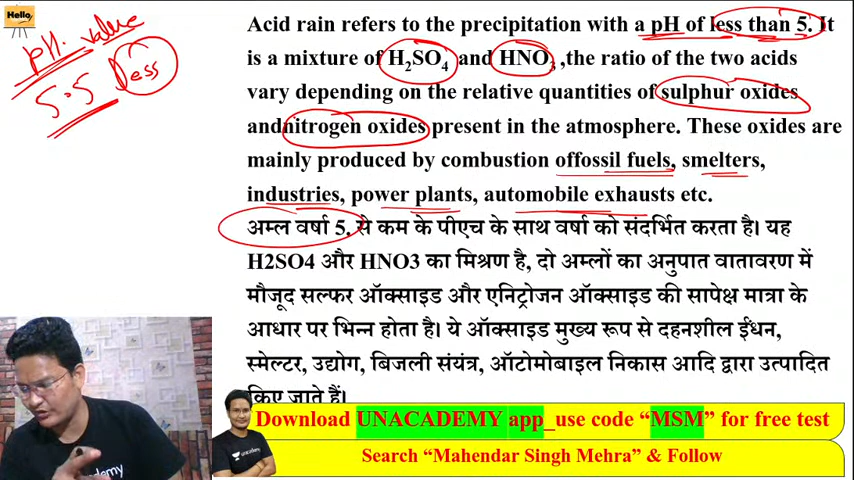 Hello
pH. value
5.5 Less
Acid rain refers to the precipitation with a pH of less than 5. It
is a mixture of H₂SO₄ and HNO₃ ,the ratio of the two acids
vary depending on the relative quantities of sulphur oxides
andnitrogen oxides present in the atmosphere. These oxides are
mainly produced by combustion offossil fuels, smelters,
industries, power plants, automobile exhausts etc.
अम्ल वर्षा 5. से कम के पीएच के साथ वर्षा को संदर्भित करता है। यह
H2SO4 और HNO3 का मिश्रण है, दो अम्लों का अनुपात वातावरण में
मौजूद सल्फर ऑक्साइड और एनिट्रोजन ऑक्साइड की सापेक्ष मात्रा के
आधार पर भिन्न होता है। ये ऑक्साइड मुख्य रूप से दहनशील ईंधन,
स्मेल्टर, उद्योग, बिजली संयंत्र, ऑटोमोबाइल निकास आदि द्वारा उत्पादित
किए जाते हैं।
Download UNACADEMY app_use code “MSM” for free test
Search “Mahendar Singh Mehra” & Follow
unacademy